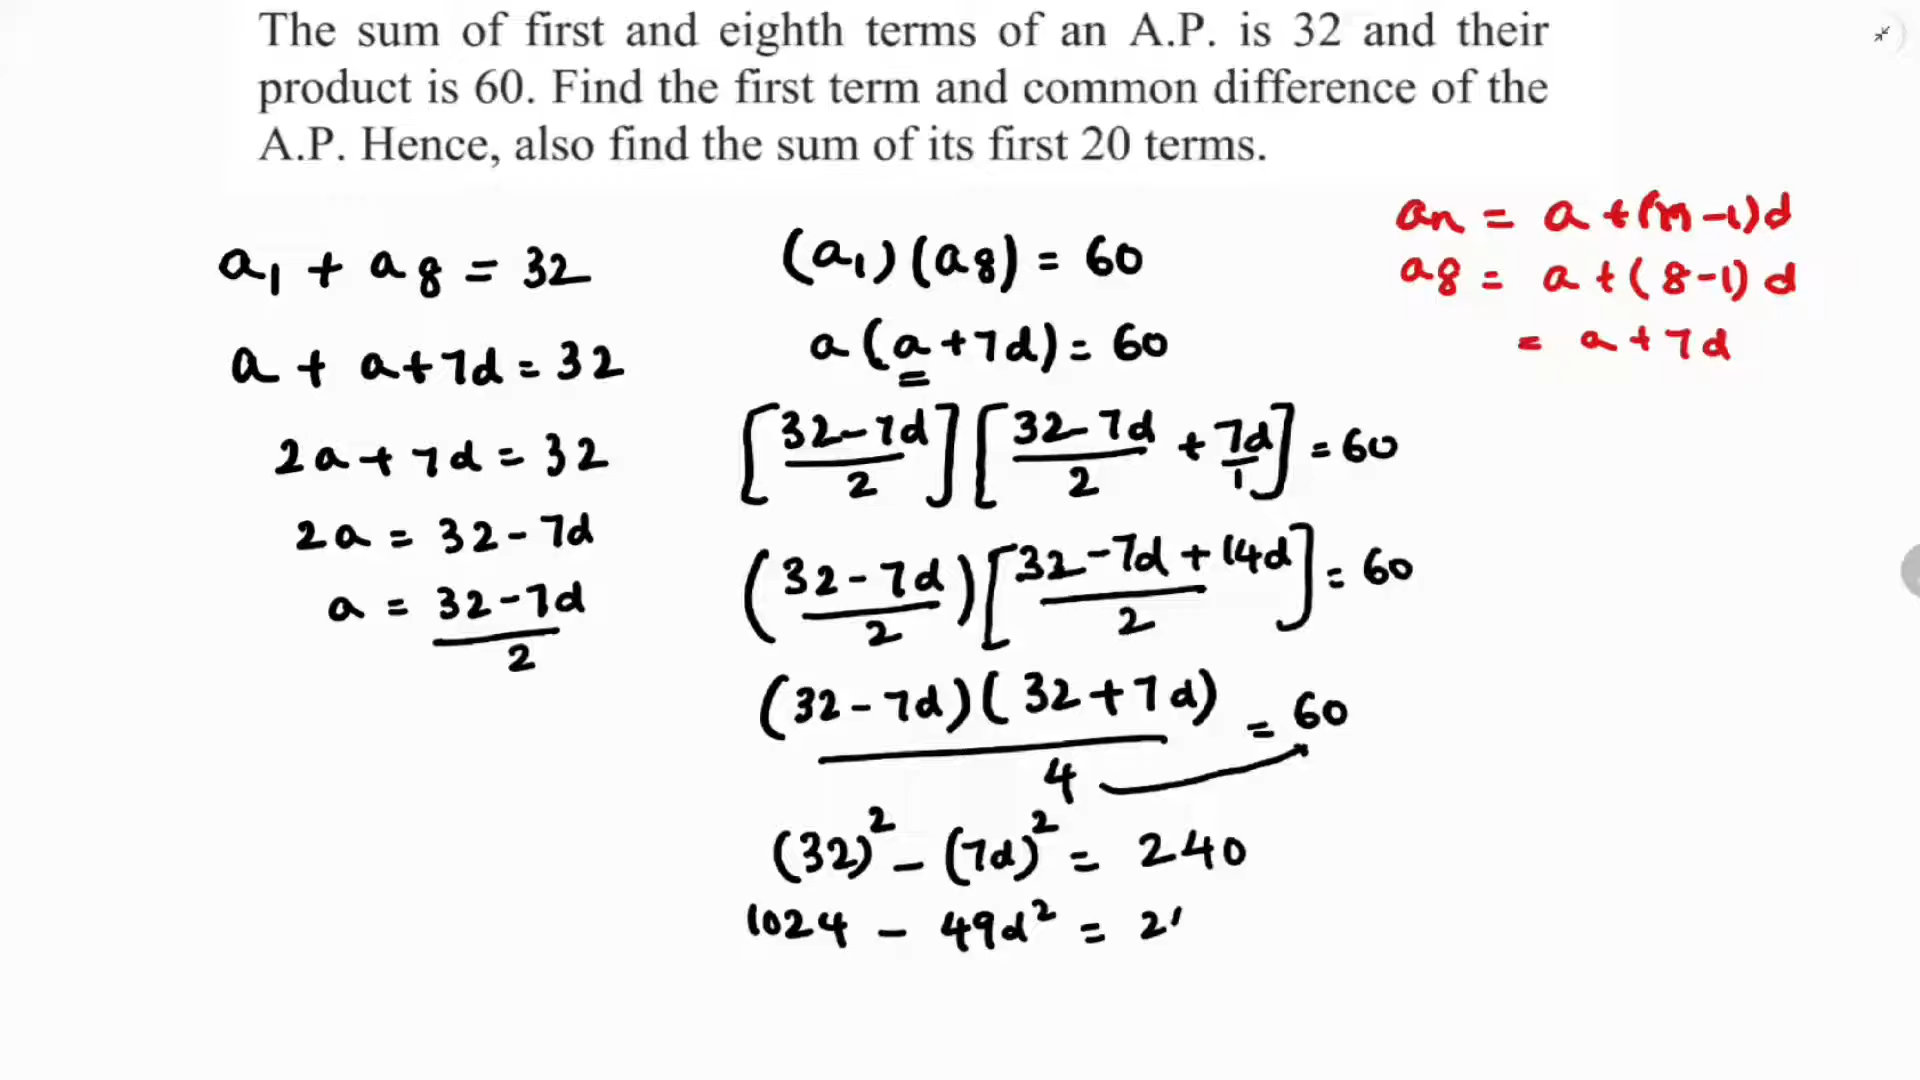 The sum of first and eighth terms of an A.P. is 32 and their
product is 60. Find the first term and common difference of the
A.P. Hence, also find the sum of its first 20 terms.
a₁ + a₈ = 32
a + a+7d = 32
2a + 7d = 32
2a = 32 - 7d
a = (32-7d)/2
(a₁)(a₈) = 60
a(a+7d) = 60
[(32-7d)/2] [(32-7d)/2 + 7d/1] = 60
((32-7d)/2) [(32-7d+14d)/2] = 60
(32-7d)(32+7d)/4 = 60
(32)² - (7d)² = 240
1024 - 49d² = 2
an = a+(n-1)d
a₈ = a+(8-1)d
= a+7d